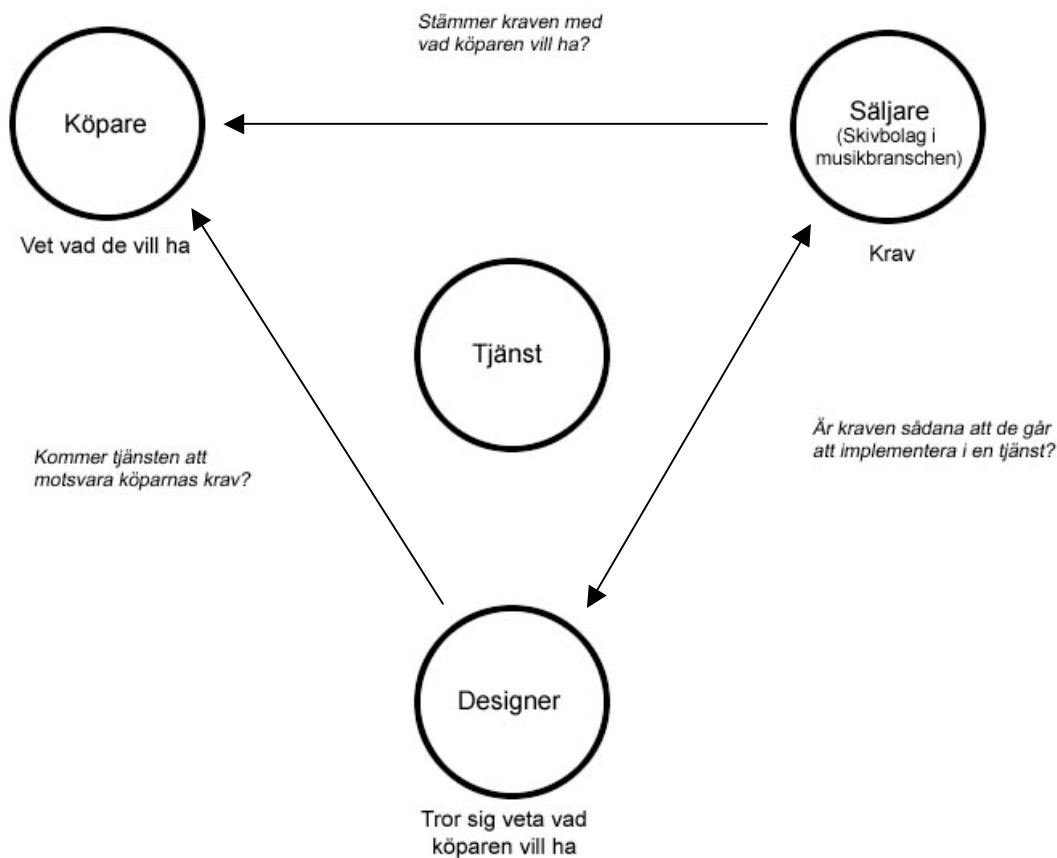 Stämmer kraven med
vad köparen vill ha?
Köpare
Säljare
(Skivbolag i
musikbranschen)
Vet vad de vill ha
Krav
Tjänst
Kommer tjänsten att
motsvara köparnas krav?
Är kraven sådana att de går
att implementera i en tjänst?
Designer
Tror sig veta vad
köparen vill ha